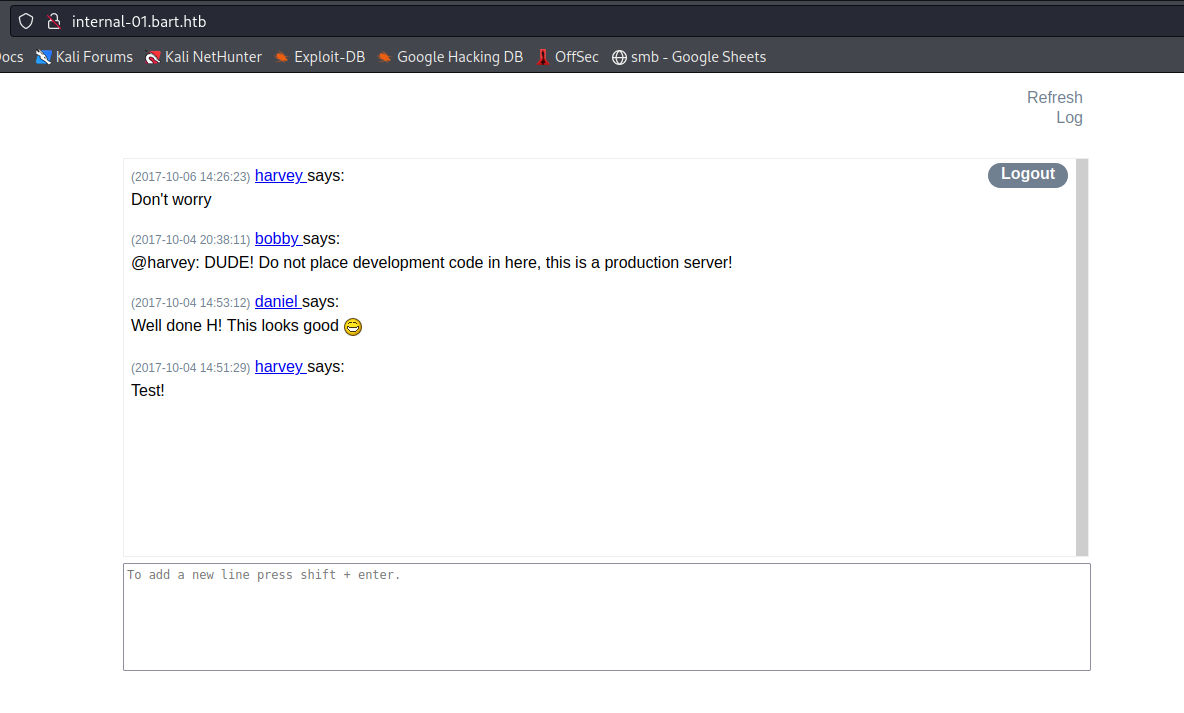 internal-01.bart.htb
ocs Kali Forums Kali NetHunter Exploit-DB Google Hacking DB OffSec smb - Google Sheets
Refresh
Log
(2017-10-06 14:26:23) harvey says: Logout
Don't worry
(2017-10-04 20:38:11) bobby says:
@harvey: DUDE! Do not place development code in here, this is a production server!
(2017-10-04 14:53:12) daniel says:
Well done H! This looks good
(2017-10-04 14:51:29) harvey says:
Test!
To add a new line press shift + enter.